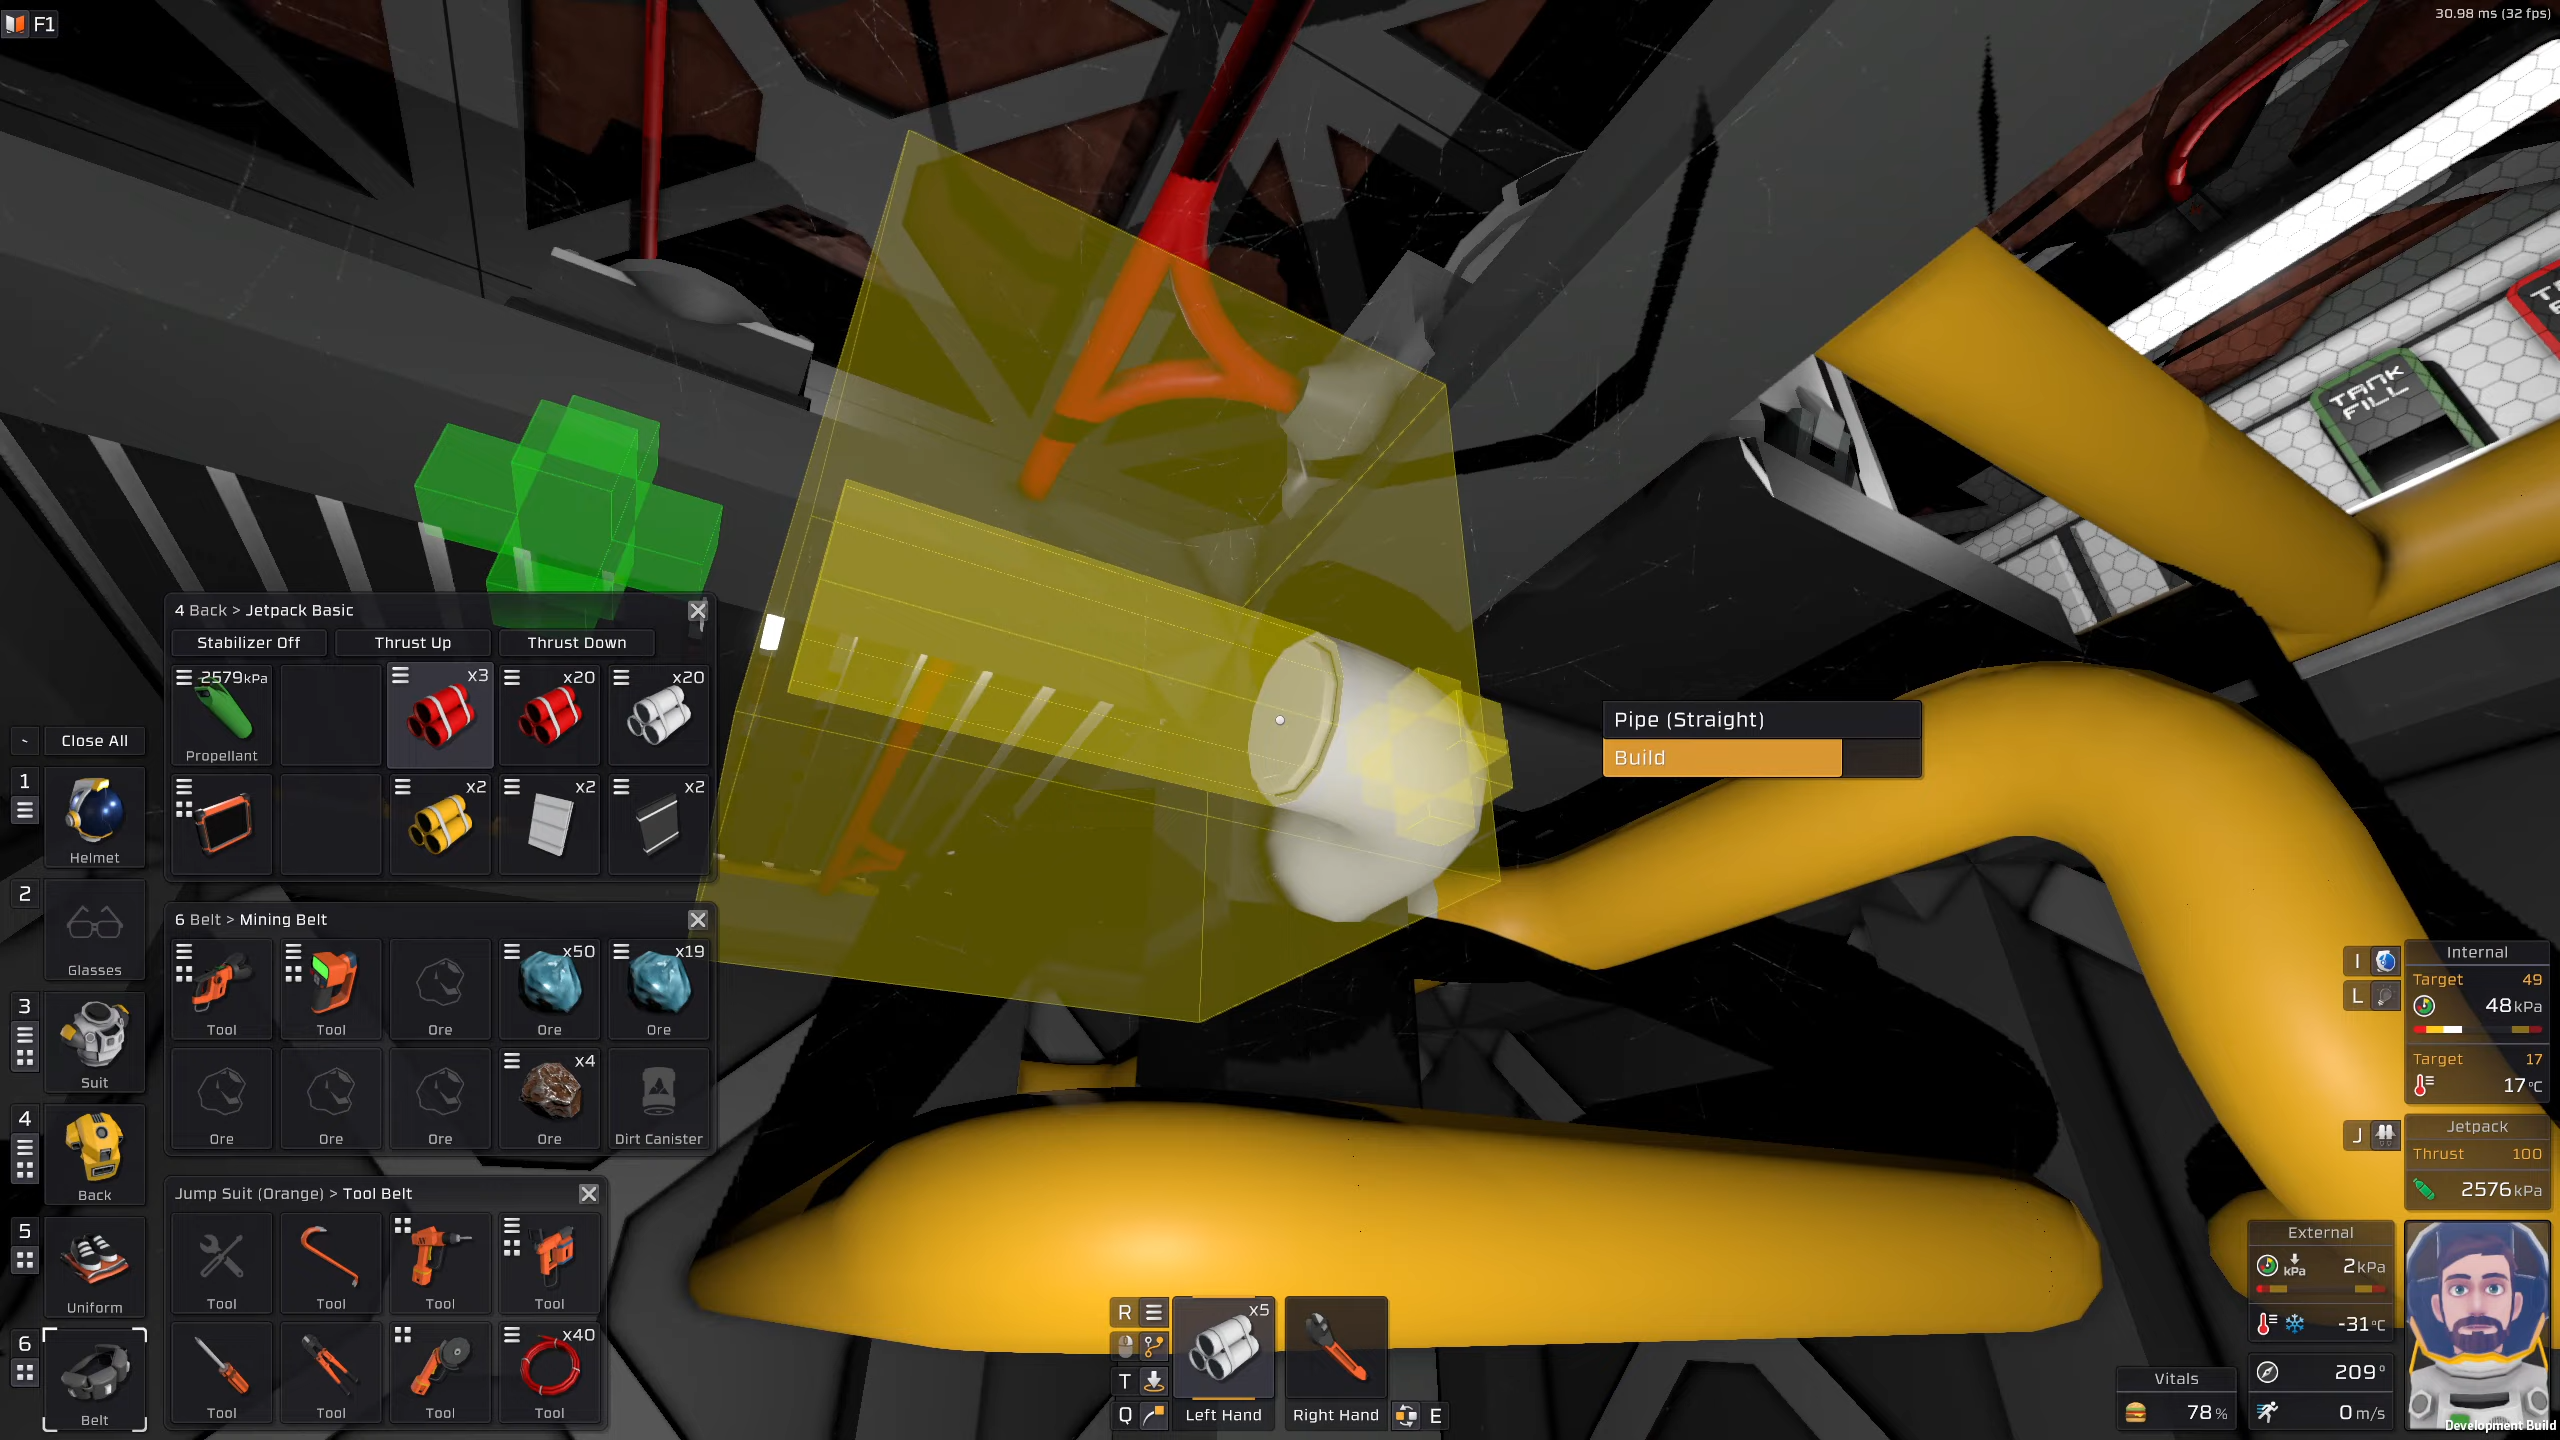 F1
30.98 ms (32 fps)
TANK FILL
4 Back > Jetpack Basic
Stabilizer Off
Thrust Up
Thrust Down
2579kPa
x3
x20
x20
Propellant
x2
x2
x2
Pipe (Straight)
Build
~
Close All
1
Helmet
2
Glasses
3
Suit
4
Back
5
Uniform
6
Belt
6 Belt > Mining Belt
x50
x19
Tool
Tool
Ore
Ore
Ore
x4
Ore
Ore
Ore
Ore
Dirt Canister
Jump Suit (Orange) > Tool Belt
Tool
Tool
Tool
Tool
x40
Tool
Tool
Tool
Tool
R
T
Q
x5
Left Hand
Right Hand
E
I
L
Internal
Target 49
48kPa
Target 17
17°C
J
Jetpack
Thrust 100
2576kPa
External
kPa
2kPa
-31°C
209°
0m/s
Vitals
78%
Development Build